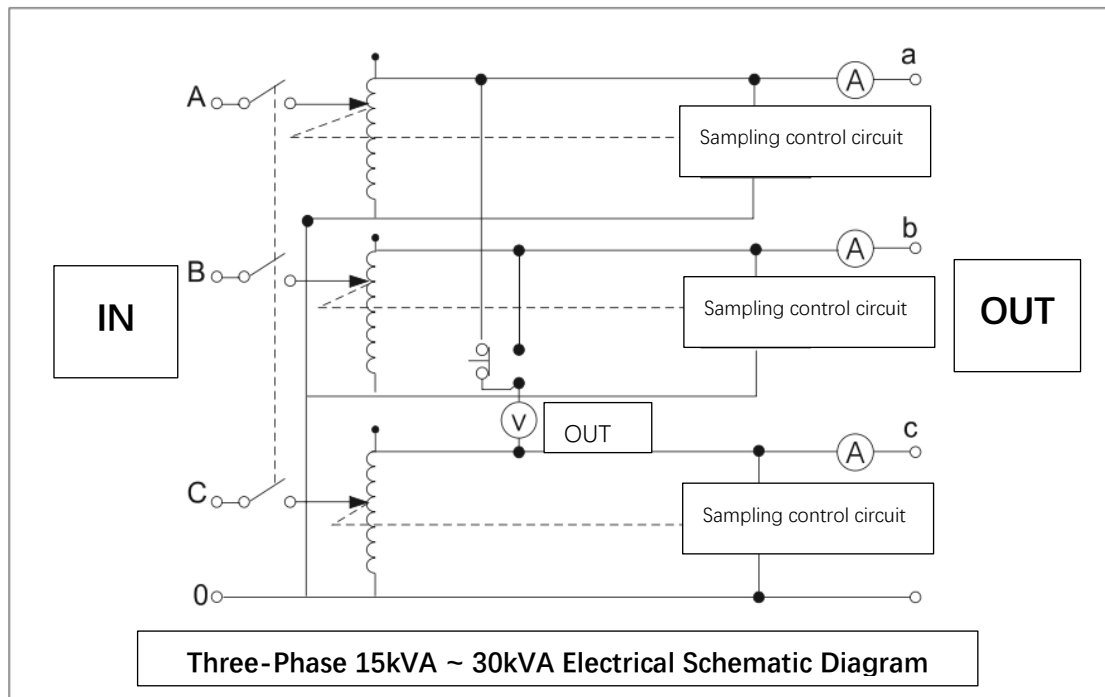 a
A
A
Sampling control circuit
b
B
A
IN
Sampling control circuit
OUT
V
OUT
c
A
C
Sampling control circuit
0
Three-Phase 15kVA ~ 30kVA Electrical Schematic Diagram